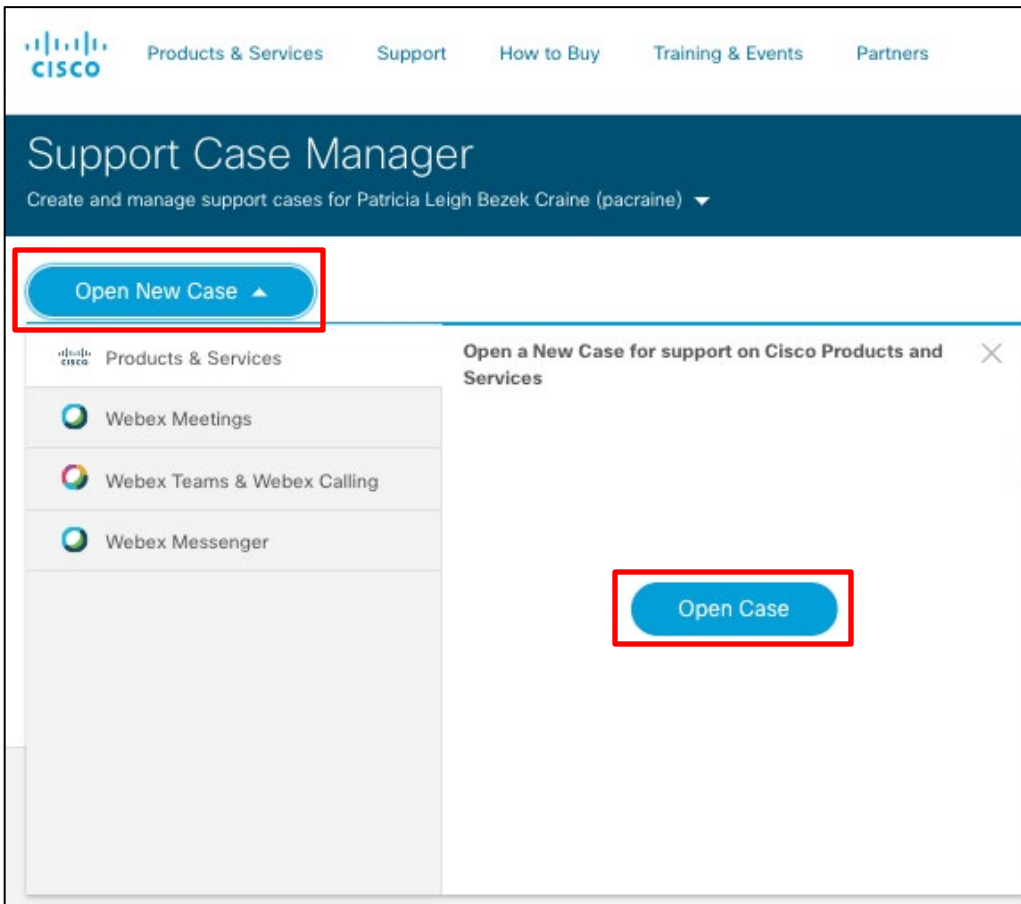 CISCO
Products & Services Support How to Buy Training & Events Partners
Support Case Manager
Create and manage support cases for Patricia Leigh Bezek Craine (pacraine)
Open New Case
CISCO Products & Services
Open a New Case for support on Cisco Products and
Services
Webex Meetings
Webex Teams & Webex Calling
Webex Messenger
Open Case